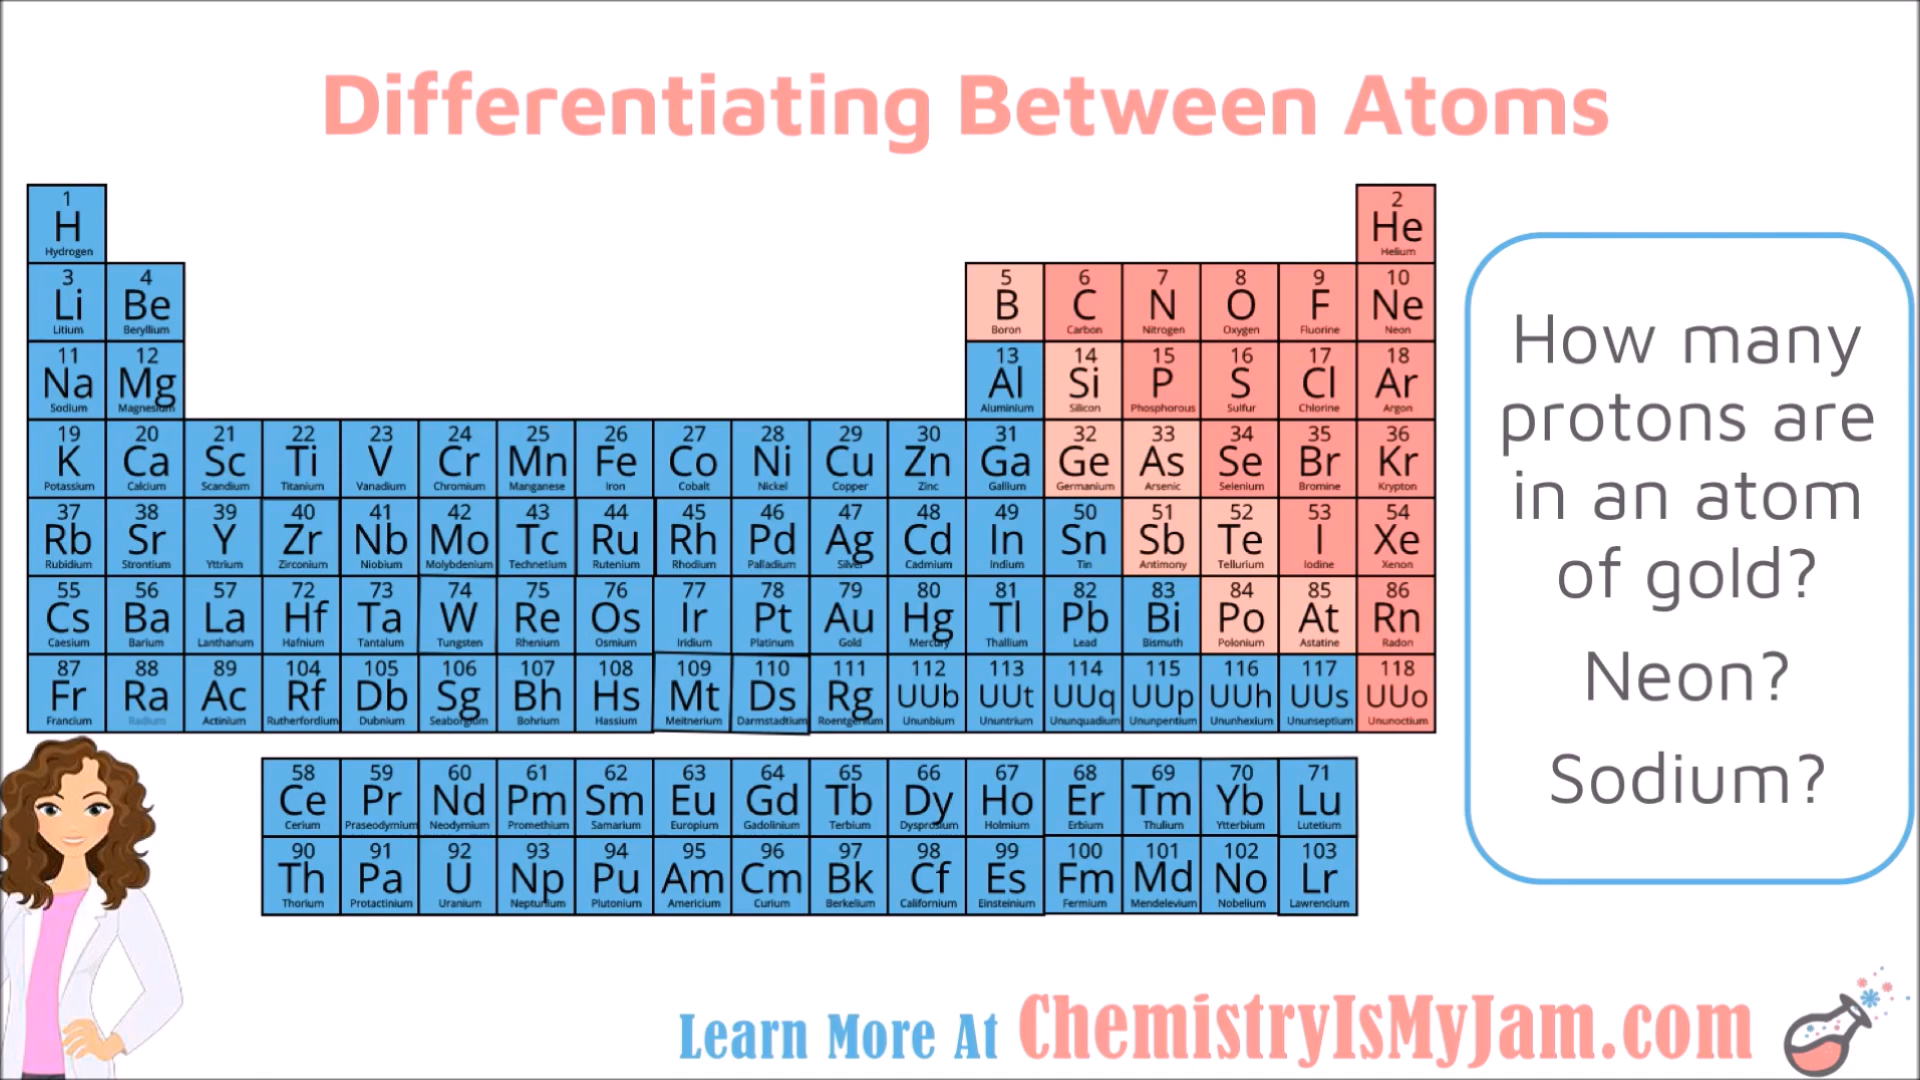 Differentiating Between Atoms
1 2
H He
Hydrogen Helium
3 4 5 6 7 8 9 10
Li Be B C N O F Ne
Litium Beryllium Boron Carbon Nitrogen Oxygen Fluorine Neon
11 12 13 14 15 16 17 18
Na Mg Al Si P S Cl Ar
Sodium Magnesium Aluminium Silicon Phosphorous Sulfur Chlorine Argon
19 20 21 22 23 24 25 26 27 28 29 30 31 32 33 34 35 36
K Ca Sc Ti V Cr Mn Fe Co Ni Cu Zn Ga Ge As Se Br Kr
Potassium Calcium Scandium Titanium Vanadium Chromium Manganese Iron Cobalt Nickel Copper Zinc Gallium Germanium Arsenic Selenium Bromine Krypton
37 38 39 40 41 42 43 44 45 46 47 48 49 50 51 52 53 54
Rb Sr Y Zr Nb Mo Tc Ru Rh Pd Ag Cd In Sn Sb Te I Xe
Rubidium Strontium Yttrium Zirconium Niobium Molybdenium Technetium Rutenium Rhodium Palladium Silver Cadmium Indium Tin Antimony Tellurium Iodine Xenon
55 56 57 72 73 74 75 76 77 78 79 80 81 82 83 84 85 86
Cs Ba La Hf Ta W Re Os Ir Pt Au Hg Tl Pb Bi Po At Rn
Caesium Barium Lanthanum Hafnium Tantalum Tungsten Rhenium Osmium Iridium Platinum Gold Mercury Thallium Lead Bismuth Polonium Astatine Radon
87 88 89 104 105 106 107 108 109 110 111 112 113 114 115 116 117 118
Fr Ra Ac Rf Db Sg Bh Hs Mt Ds Rg UUb UUt UUq UUp UUh UUs UUo
Francium Radium Actinium Rutherfordium Dubnium Seaborgium Bohrium Hassium Meitnerium Darmstadtium Roentgenium Ununbium Ununtrium Ununquadium Ununpentium Ununhexium Ununseptium Ununoctium
58 59 60 61 62 63 64 65 66 67 68 69 70 71
Ce Pr Nd Pm Sm Eu Gd Tb Dy Ho Er Tm Yb Lu
Cerium Praseodymium Neodymium Promethium Samarium Europium Gadolinium Terbium Dysprosium Holmium Erbium Thulium Ytterbium Lutetium
90 91 92 93 94 95 96 97 98 99 100 101 102 103
Th Pa U Np Pu Am Cm Bk Cf Es Fm Md No Lr
Thorium Protactinium Uranium Neptunium Plutonium Americium Curium Berkelium Californium Einsteinium Fermium Mendelevium Nobelium Lawrencium
How many
protons are
in an atom
of gold?
Neon?
Sodium?
Learn More At ChemistryIsMyJam.com